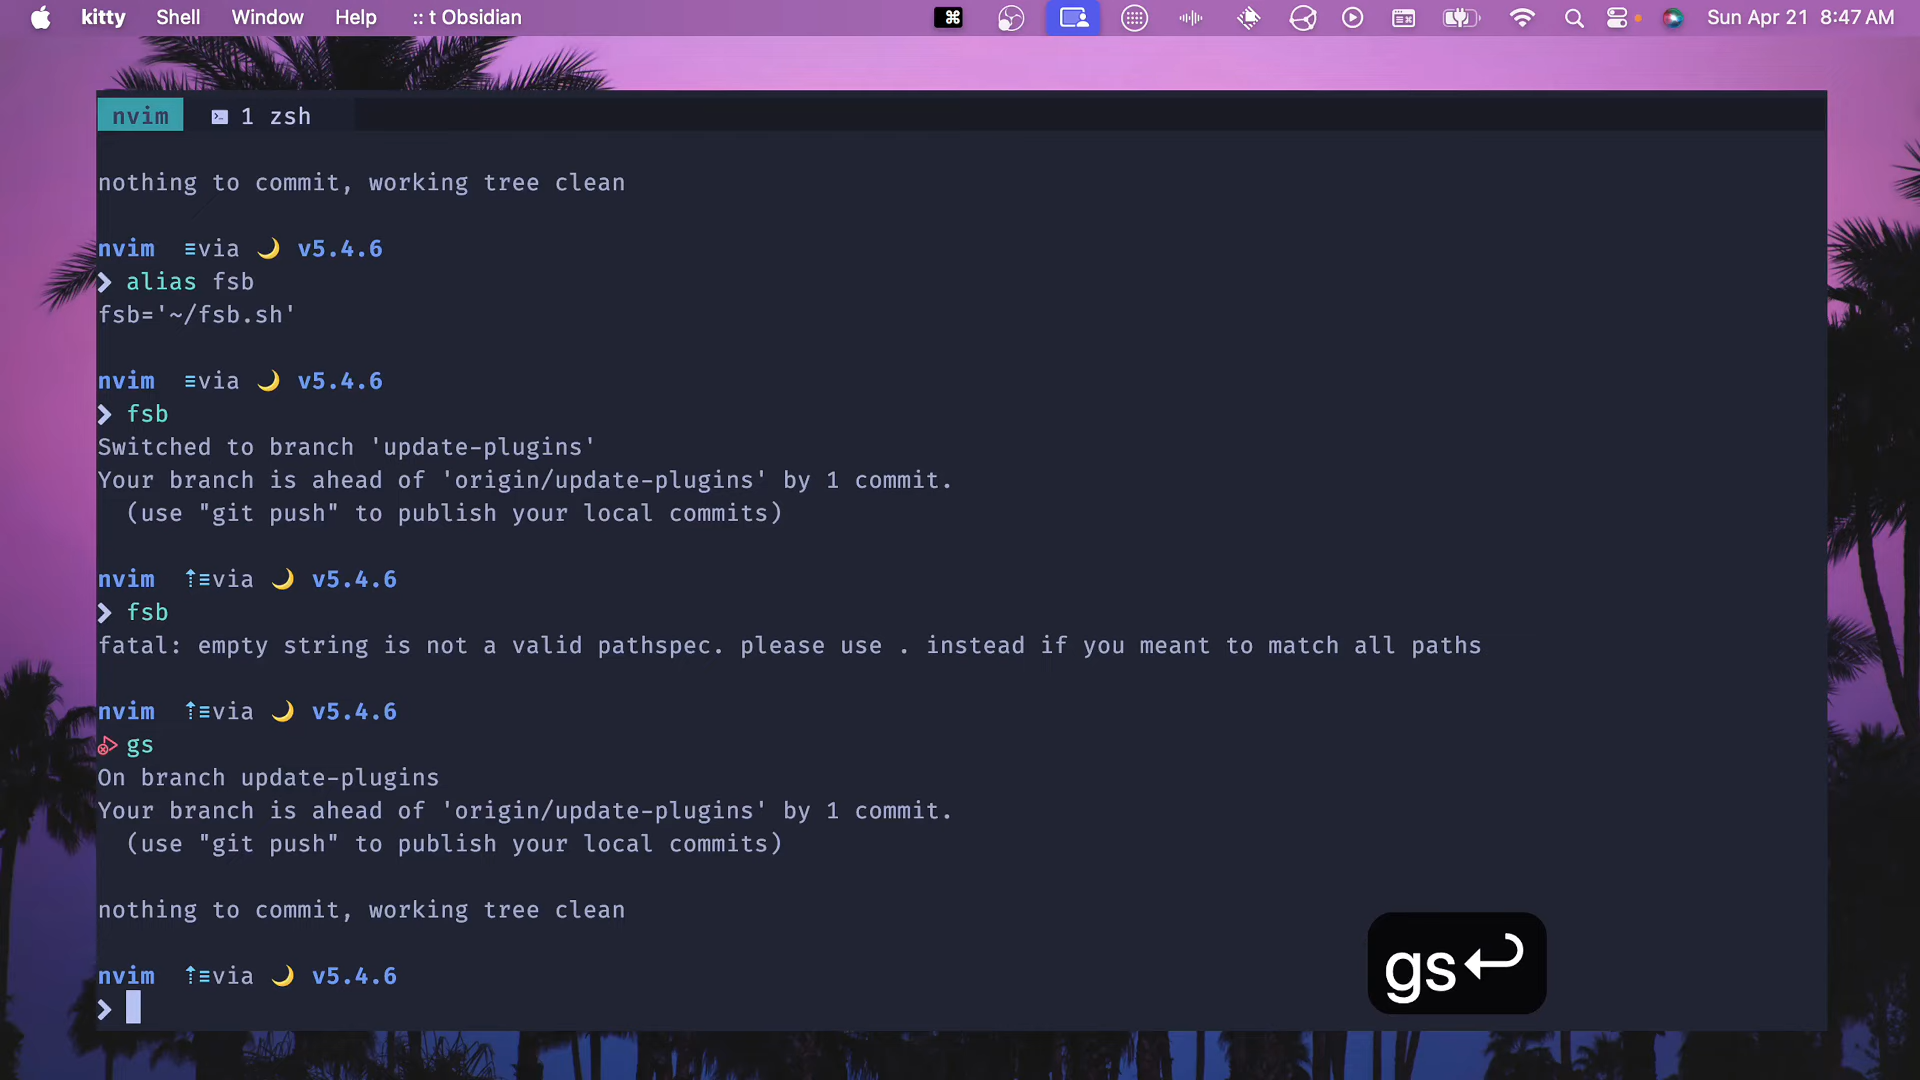 kitty Shell Window Help :: t Obsidian Sun Apr 21 8:47 AM
nvim 1 zsh
nothing to commit, working tree clean
nvim ≡via 🌙 v5.4.6
❯ alias fsb
fsb='~/fsb.sh'
nvim ≡via 🌙 v5.4.6
❯ fsb
Switched to branch 'update-plugins'
Your branch is ahead of 'origin/update-plugins' by 1 commit.
(use "git push" to publish your local commits)
nvim ⇡≡via 🌙 v5.4.6
❯ fsb
fatal: empty string is not a valid pathspec. please use . instead if you meant to match all paths
nvim ⇡≡via 🌙 v5.4.6
gs
On branch update-plugins
Your branch is ahead of 'origin/update-plugins' by 1 commit.
(use "git push" to publish your local commits)
nothing to commit, working tree clean
nvim ⇡≡via 🌙 v5.4.6
❯
gs↩